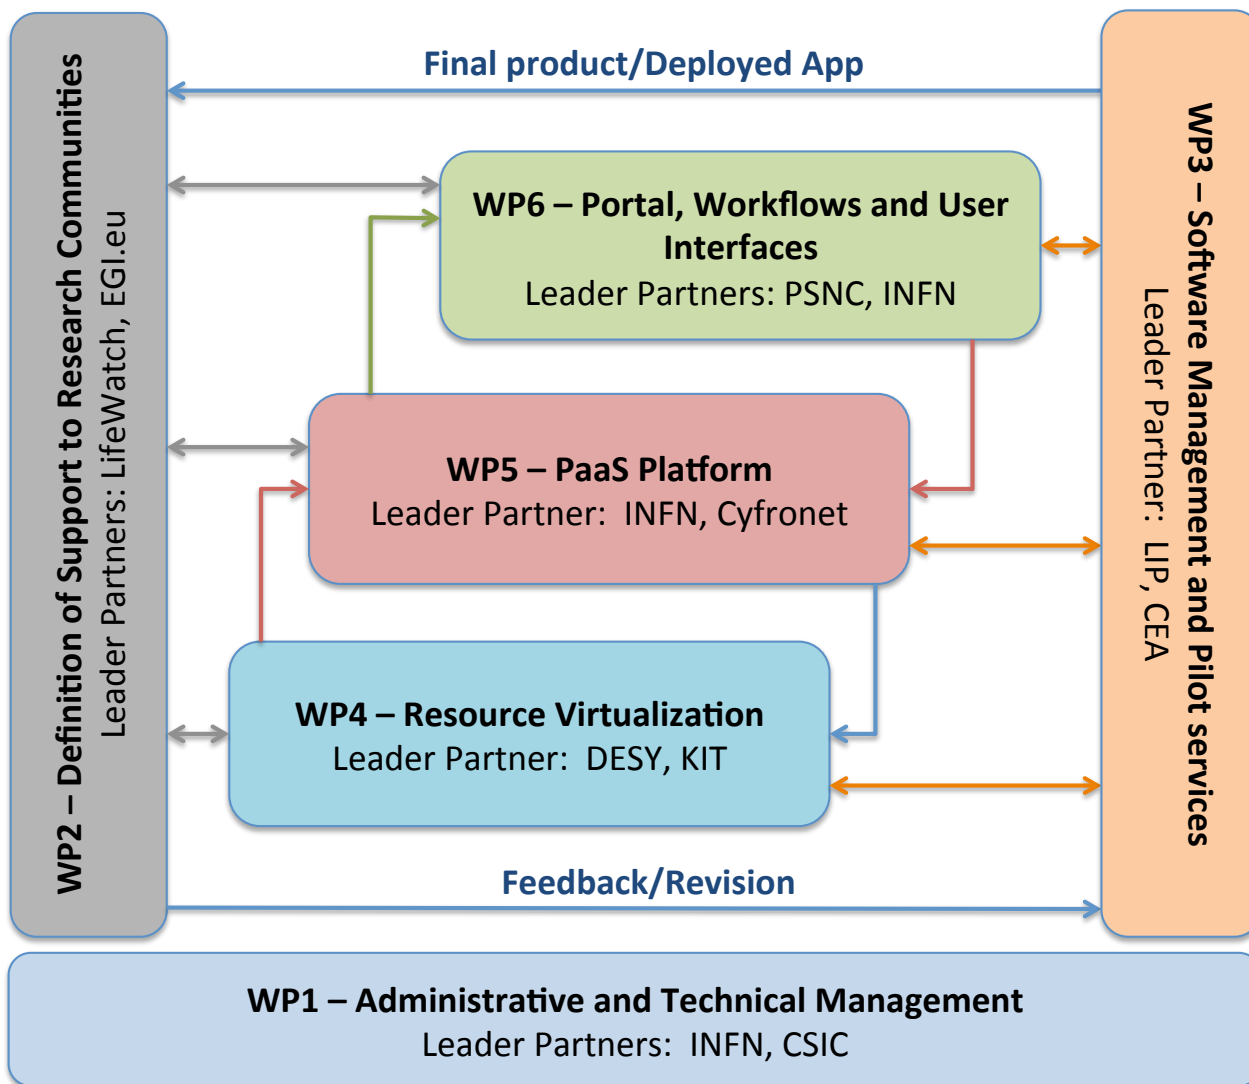 WP2 – Definition of Support to Research Communities
Leader Partners: LifeWatch, EGI.eu
Final product/Deployed App
WP6 – Portal, Workflows and User
Interfaces
Leader Partners: PSNC, INFN
WP5 – PaaS Platform
Leader Partner:  INFN, Cyfronet
WP4 – Resource Virtualization
Leader Partner:  DESY, KIT
Feedback/Revision
WP3 – Software Management and Pilot services
Leader Partner:  LIP, CEA
WP1 – Administrative and Technical Management
Leader Partners:  INFN, CSIC